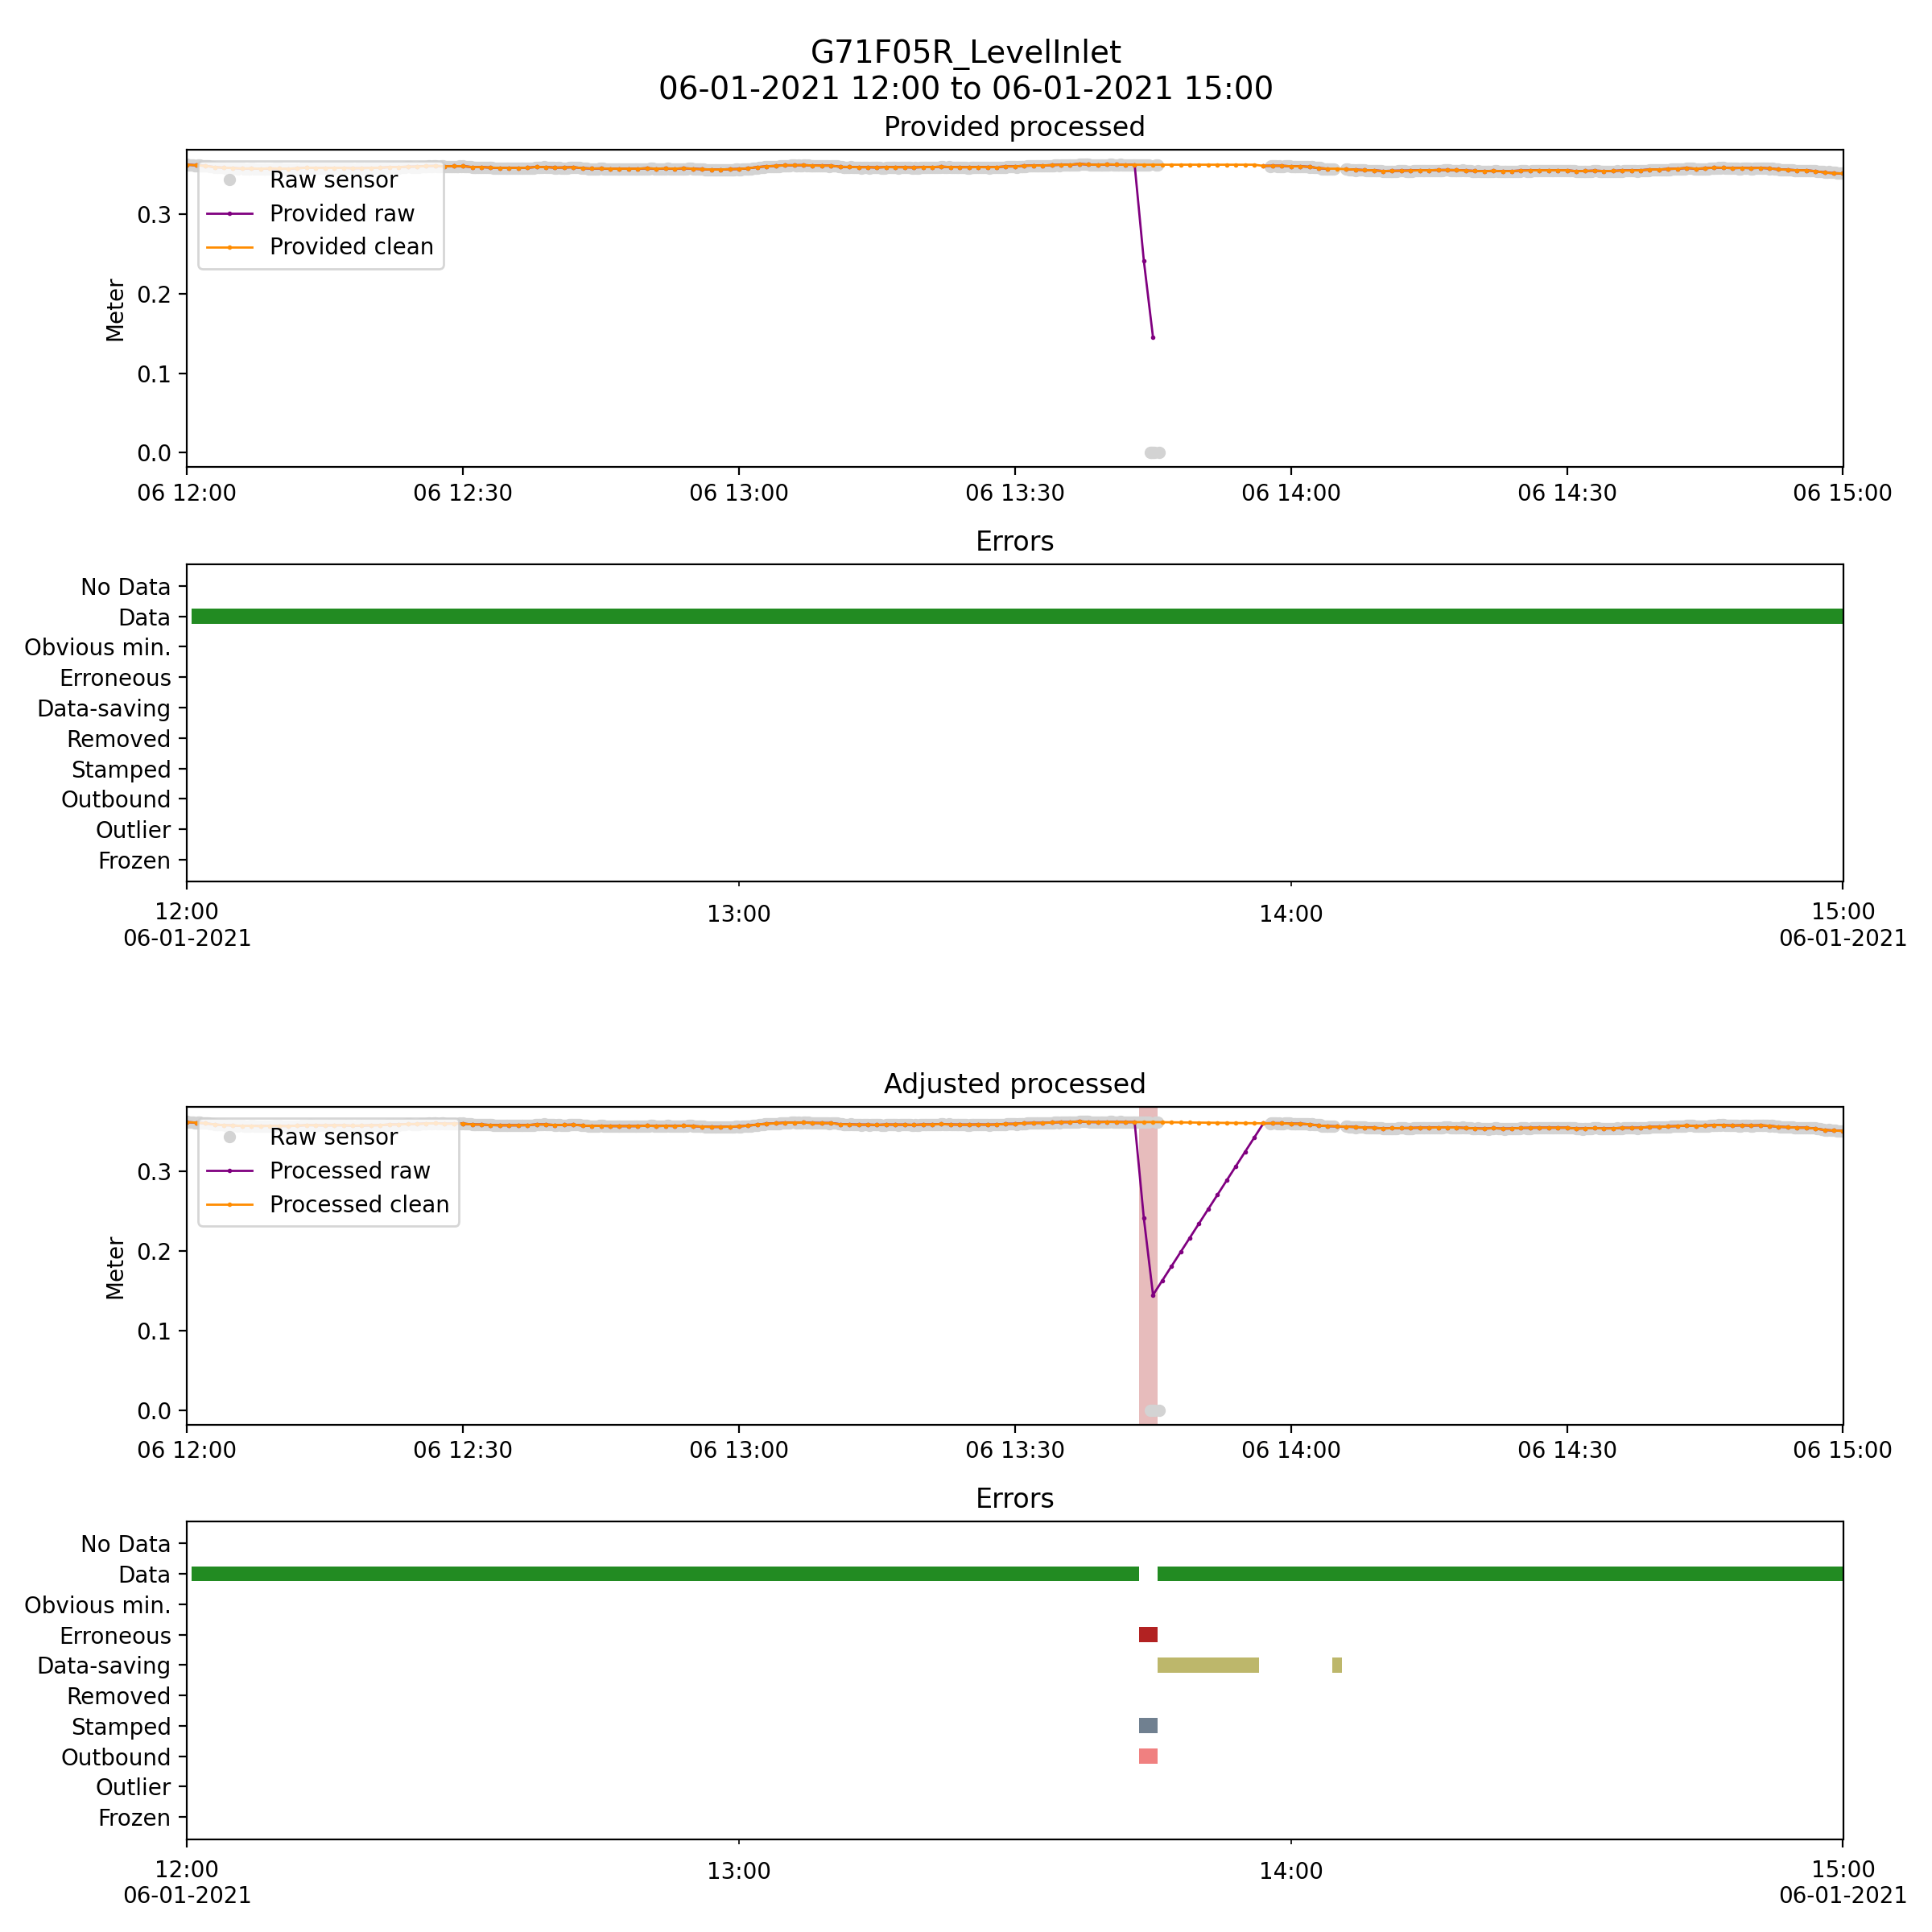 G71F05R_LevelInlet
06-01-2021 12:00 to 06-01-2021 15:00
Provided processed
Raw sensor
Provided raw
Provided clean
Meter
0.3
0.2
0.1
0.0
06 12:00 06 12:30 06 13:00 06 13:30 06 14:00 06 14:30 06 15:00
Errors
No Data
Data
Obvious min.
Erroneous
Data-saving
Removed
Stamped
Outbound
Outlier
Frozen
12:00 13:00 14:00 15:00
06-01-2021 06-01-2021
Adjusted processed
Raw sensor
Processed raw
Processed clean
Meter
0.3
0.2
0.1
0.0
06 12:00 06 12:30 06 13:00 06 13:30 06 14:00 06 14:30 06 15:00
Errors
No Data
Data
Obvious min.
Erroneous
Data-saving
Removed
Stamped
Outbound
Outlier
Frozen
12:00 13:00 14:00 15:00
06-01-2021 06-01-2021